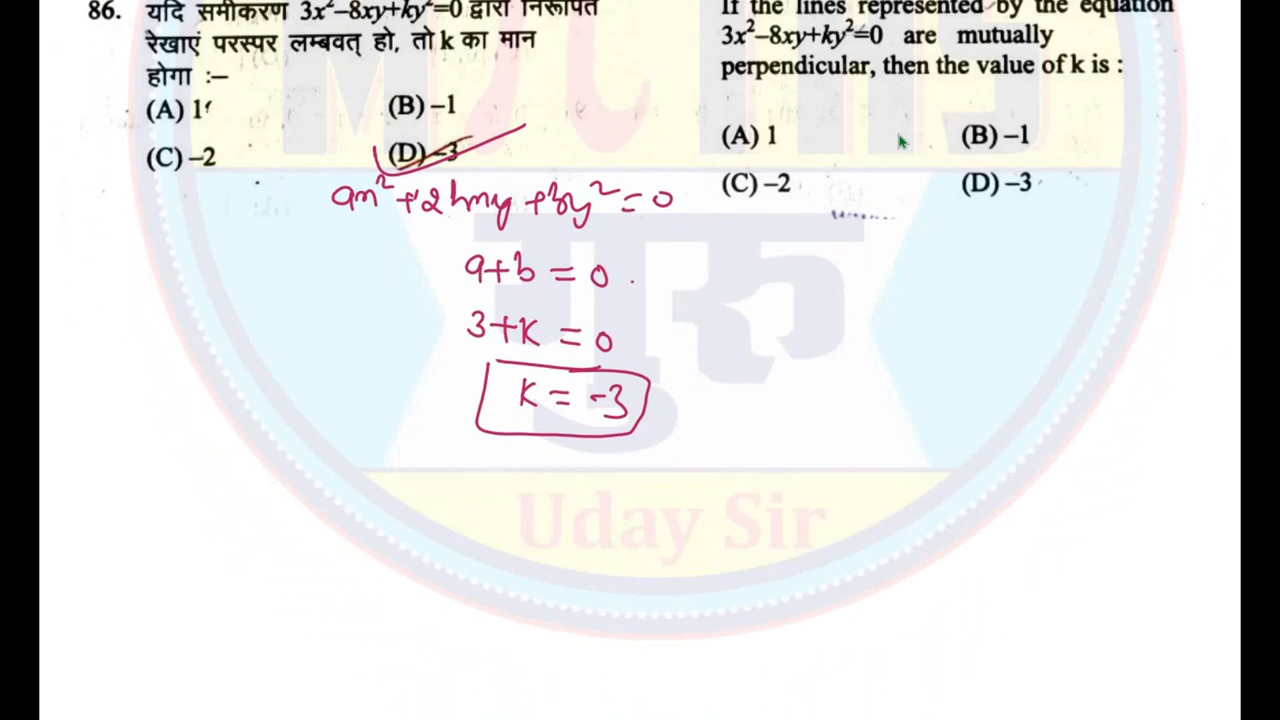 86. यदि समीकरण 3x²–8xy+ky²=0 द्वारा निरूपित
रेखाएं परस्पर लम्बवत् हो, तो k का मान
होगा :–
(A) 1 (B) –1
(C) –2 (D) –3
If the lines represented by the equation
3x²–8xy+ky²=0 are mutually
perpendicular, then the value of k is :
(A) 1 (B) –1
(C) –2 (D) –3
ax² + 2hxy + by² = 0
a+b = 0
3+k = 0
k = -3
गुरु
Uday Sir